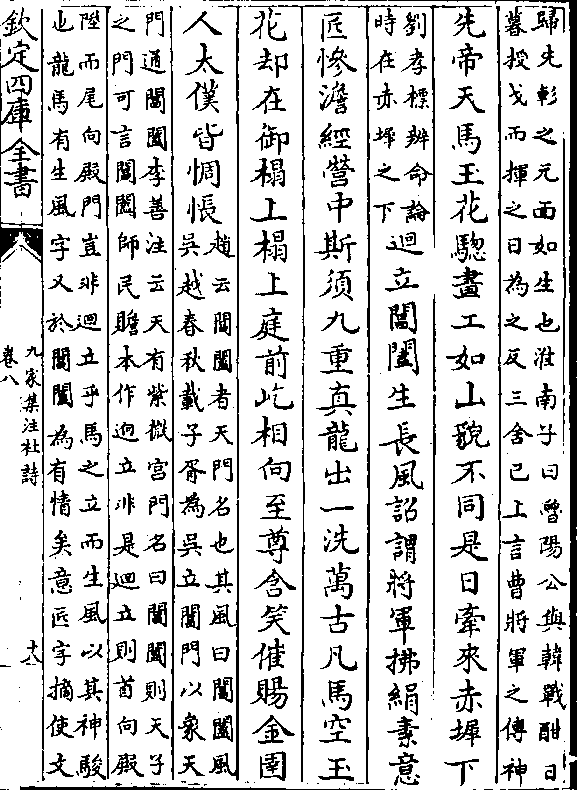 歸先軫之元面如生也淮南子曰魯陽公與韓戰酣日
暮授戈而揮之日為之反三舍已上言曹將軍之傳神
先帝天馬玉花驄畫工如山貌不同是日牽來赤墀下
劉孝標辨命論
時在赤墀之下
迴立閶闔生長風詔謂將軍拂絹素意
匠慘澹經營中斯須九重真龍出一洗萬古凡馬空玉
花却在御榻上榻上庭前屹相向至尊含笑催賜金圉
人太僕皆惆悵
趙云閶闔者天門名也其風曰閶闔風
吳越春秋載子胥為吳立閶門以象天
門通閶闔李善注云天有紫微宮門名曰閶闔則天子
之門可言閶闔師民瞻本作迥立非是迴立則首向殿
陛而尾向殿門豈非迴立乎馬之立而生風以其神駿
也龍馬有生風字又於閶闔為有情矣意匠字摘使文
欽定四庫全書
九家集注杜詩
卷八
十八